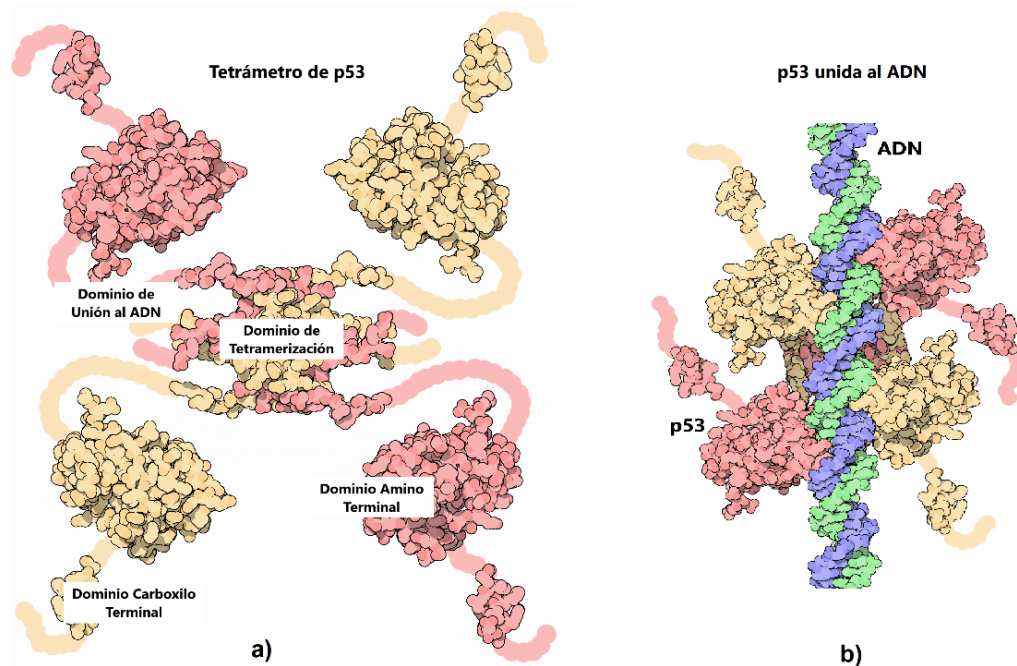 Tetrámetro de p53
Dominio de
Unión al ADN
Dominio de
Tetramerización
Dominio Amino
Terminal
Dominio Carboxilo
Terminal
a)
p53 unida al ADN
ADN
p53
b)